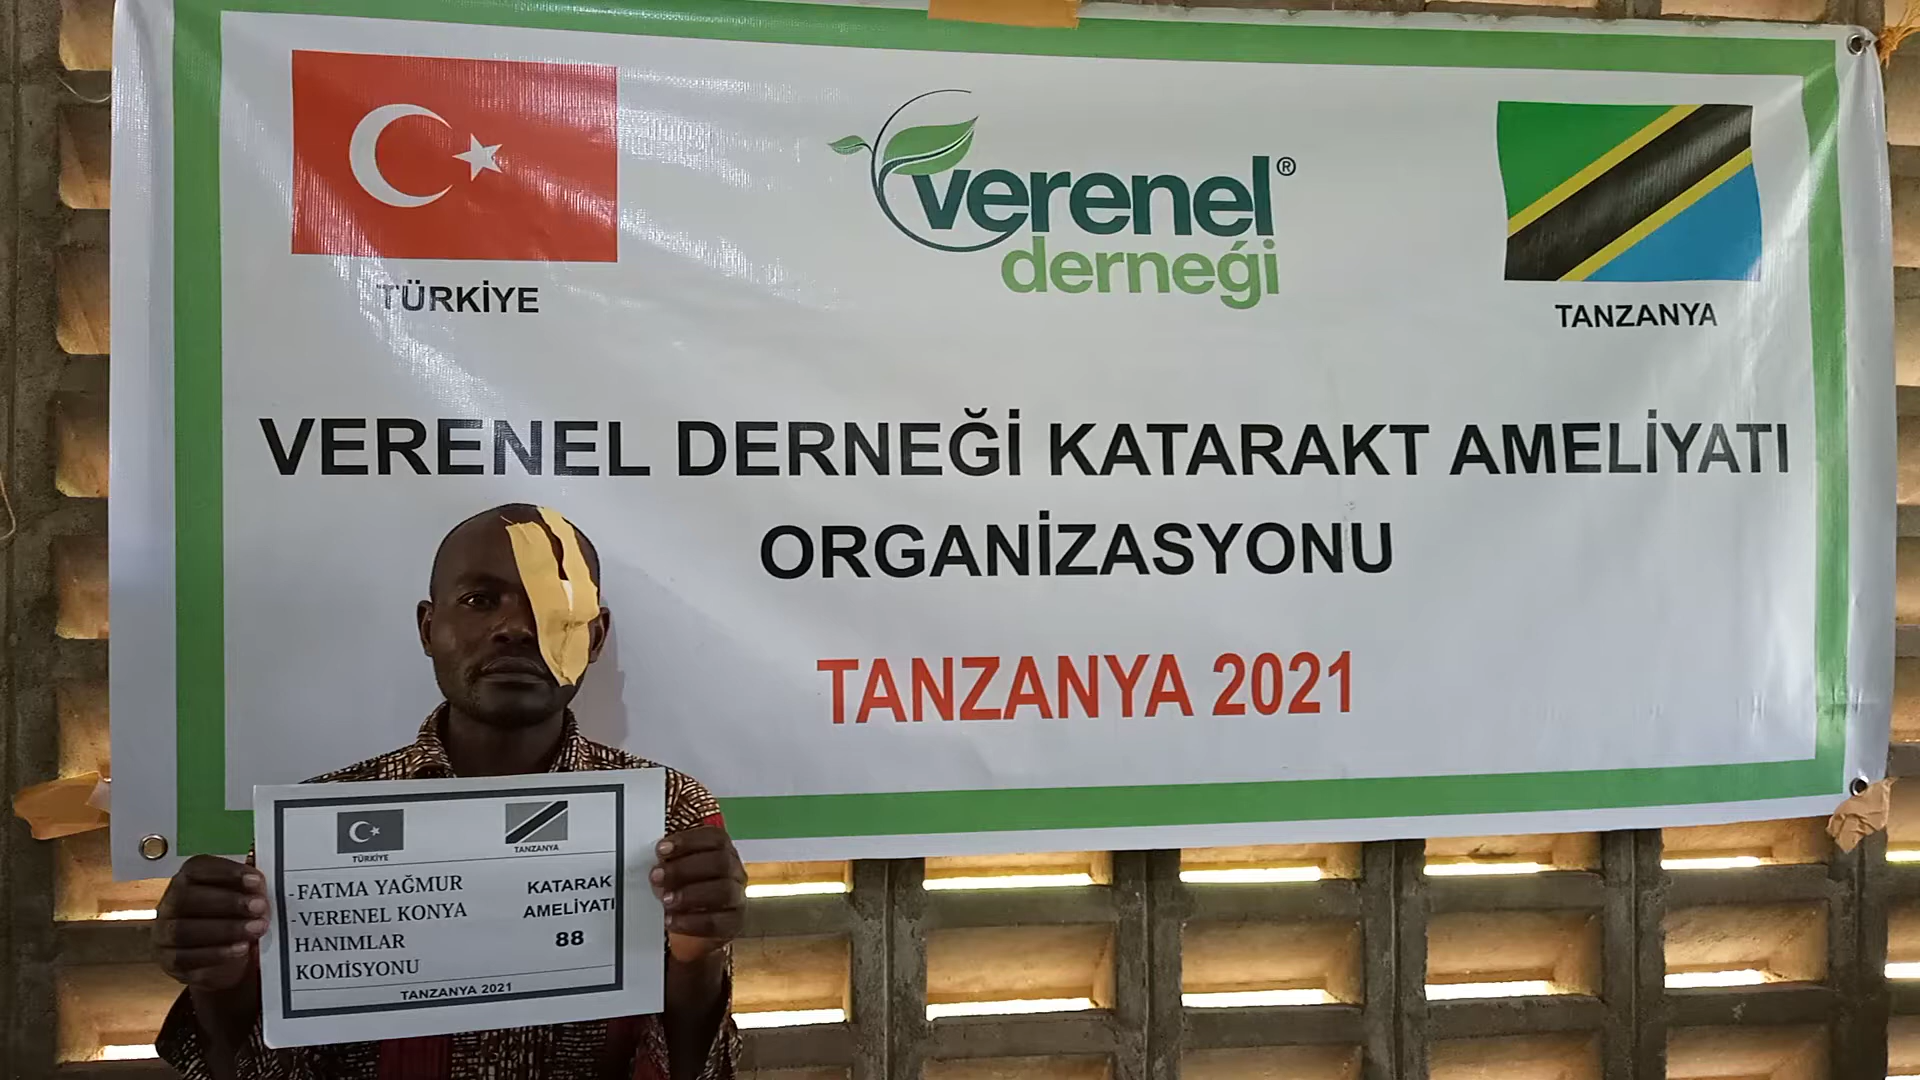 verenel®
derneği
TÜRKİYE
TANZANYA
VERENEL DERNEĞİ KATARAKT AMELİYATI
ORGANİZASYONU
TANZANYA 2021
TÜRKİYE
TANZANYA
-FATMA YAĞMUR
-VERENEL KONYA
HANIMLAR
KOMİSYONU
KATARAK
AMELİYATI
88
TANZANYA 2021